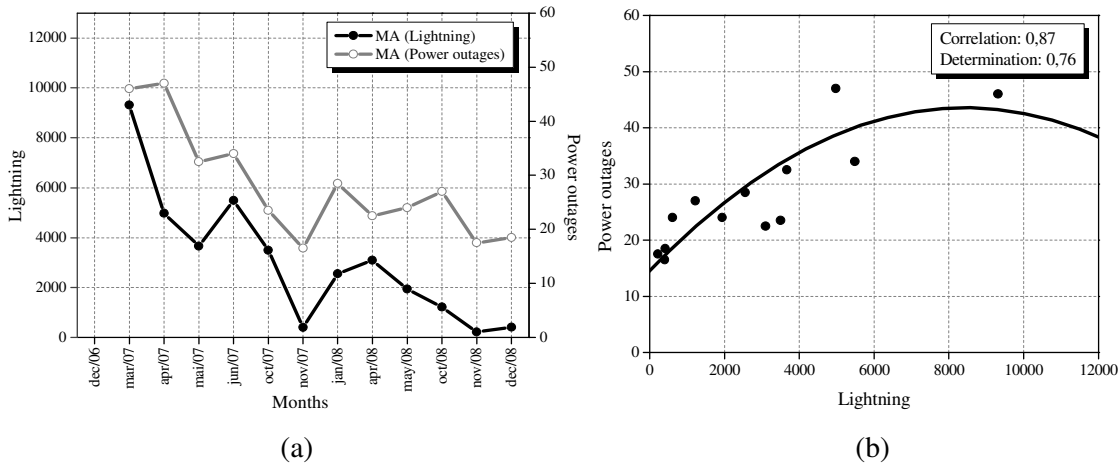 MA (Lightning)
MA (Power outages)
12000
10000
8000
6000
4000
2000
0
Lightning
60
50
40
30
20
10
0
Power outages
dec/06
mar/07
apr/07
mai/07
jun/07
oct/07
nov/07
jan/08
apr/08
may/08
oct/08
nov/08
dec/08
Months
(a)
Correlation: 0,87
Determination: 0,76
60
50
40
30
20
10
0
Power outages
0 2000 4000 6000 8000 10000 12000
Lightning
(b)